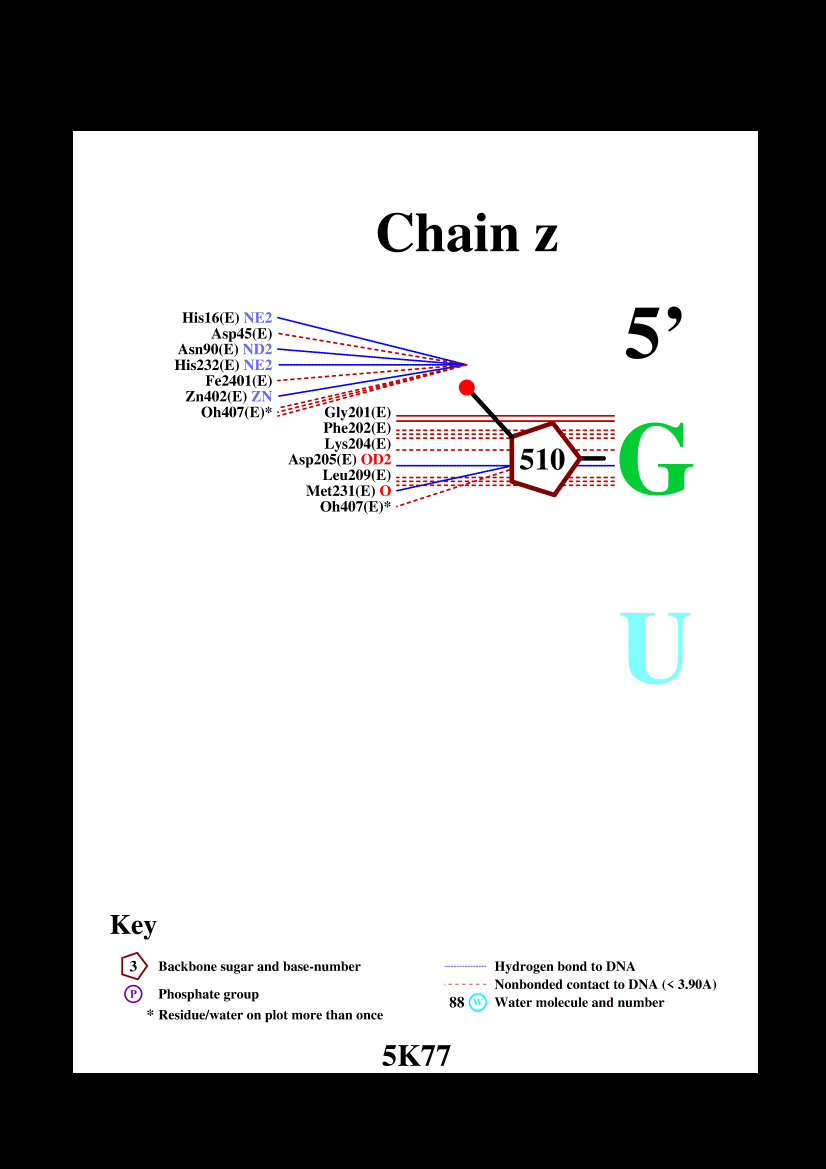 Chain z
5’
His16(E) NE2
Asp45(E)
Asn90(E) ND2
His232(E) NE2
Fe2401(E)
Zn402(E) ZN
Oh407(E)*
Gly201(E)
Phe202(E)
Lys204(E)
Asp205(E) OD2
Leu209(E)
Met231(E) O
Oh407(E)*
510
G
U
Key
3 Backbone sugar and base-number
P Phosphate group
* Residue/water on plot more than once
Hydrogen bond to DNA
Nonbonded contact to DNA (< 3.90A)
88 W Water molecule and number
5K77